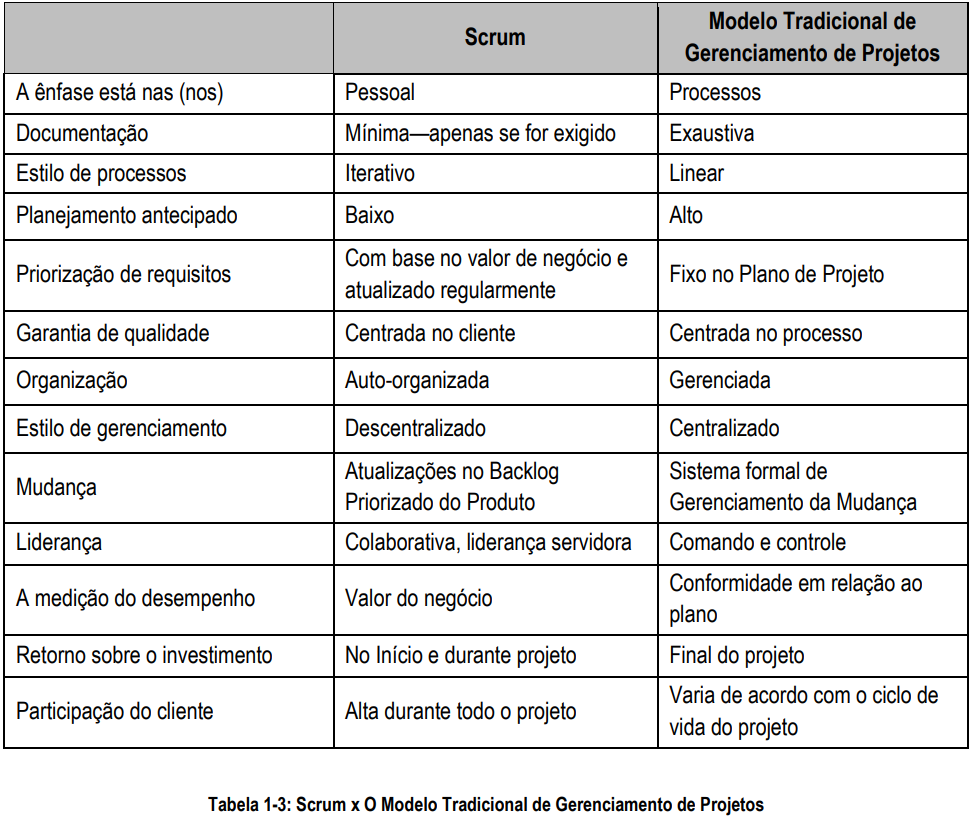 Scrum
Modelo Tradicional de
Gerenciamento de Projetos
A ênfase está nas (nos)
Pessoal
Processos
Documentação
Mínima—apenas se for exigido
Exaustiva
Estilo de processos
Iterativo
Linear
Planejamento antecipado
Baixo
Alto
Priorização de requisitos
Com base no valor de negócio e
atualizado regularmente
Fixo no Plano de Projeto
Garantia de qualidade
Centrada no cliente
Centrada no processo
Organização
Auto-organizada
Gerenciada
Estilo de gerenciamento
Descentralizado
Centralizado
Mudança
Atualizações no Backlog
Priorizado do Produto
Sistema formal de
Gerenciamento da Mudança
Liderança
Colaborativa, liderança servidora
Comando e controle
A medição do desempenho
Valor do negócio
Conformidade em relação ao
plano
Retorno sobre o investimento
No Início e durante projeto
Final do projeto
Participação do cliente
Alta durante todo o projeto
Varia de acordo com o ciclo de
vida do projeto
Tabela 1-3: Scrum x O Modelo Tradicional de Gerenciamento de Projetos